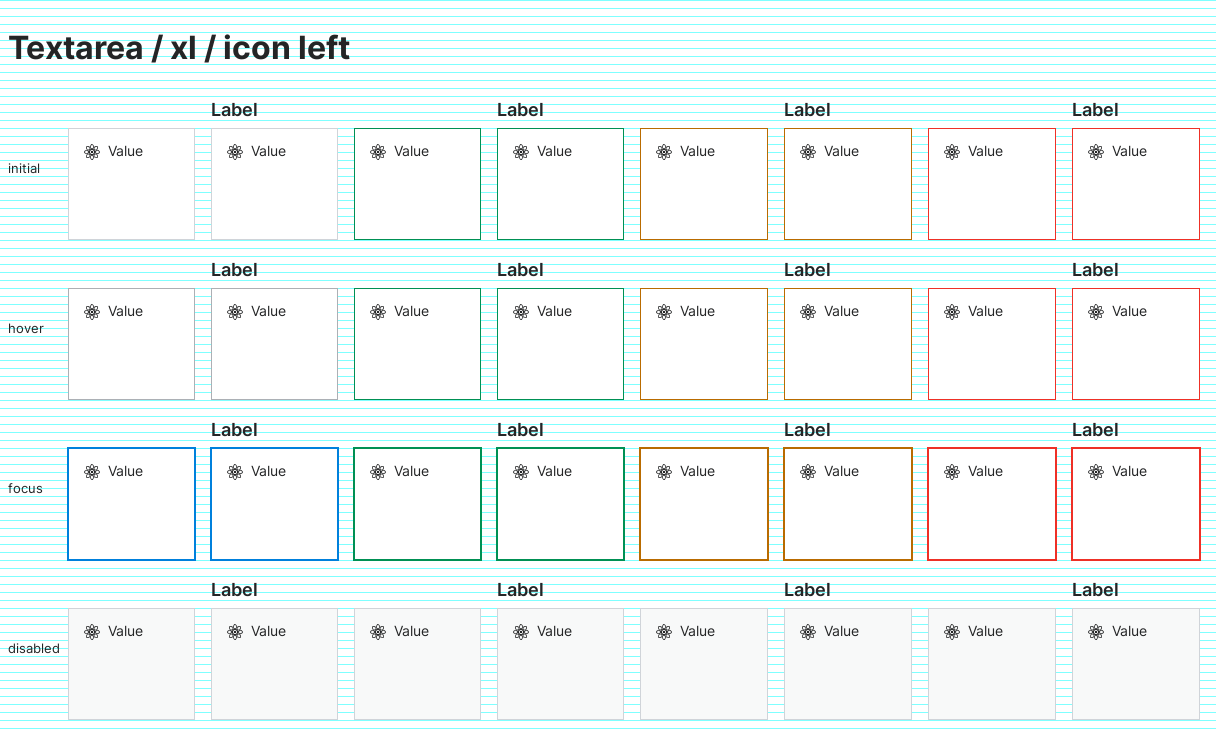 Textarea / xl / icon left
Label Label Label Label
initial Value Value Value Value Value Value Value Value
Label Label Label Label
hover Value Value Value Value Value Value Value Value
Label Label Label Label
focus Value Value Value Value Value Value Value Value
Label Label Label Label
disabled Value Value Value Value Value Value Value Value